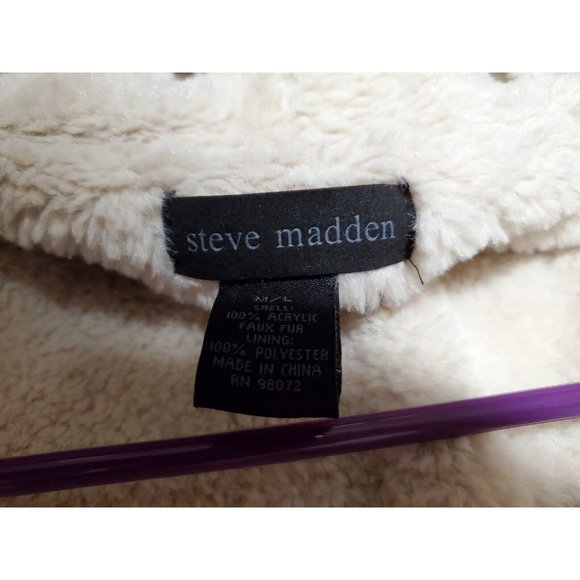 steve madden
M/L
SHELL:
100% ACRYLIC
FAUX FUR
LINING:
100% POLYESTER
MADE IN CHINA
RN 98072